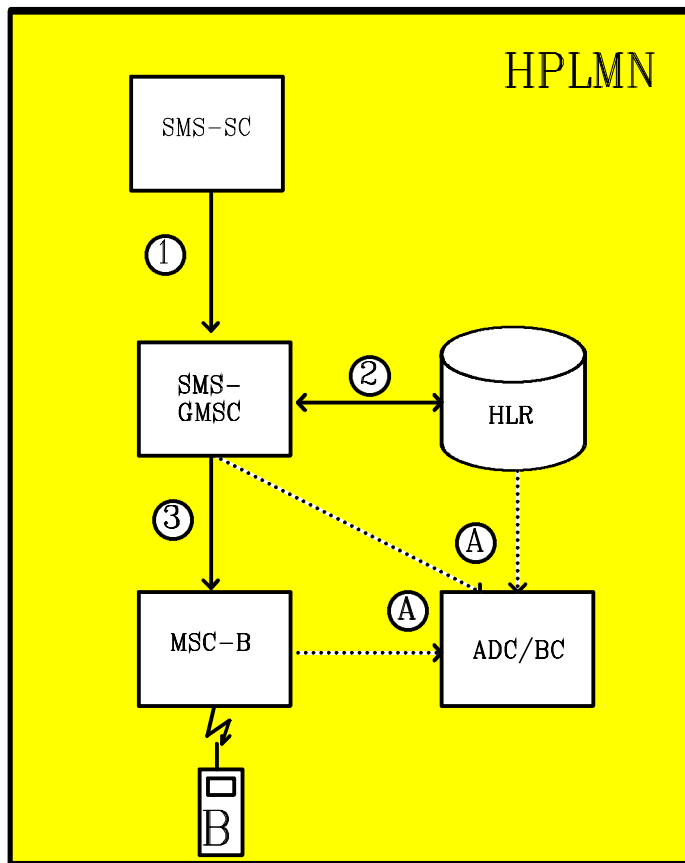 HPLMN
SMS-SC
1
SMS-
GMSC
2
HLR
3
A
A
MSC-B
ADC/BC
B